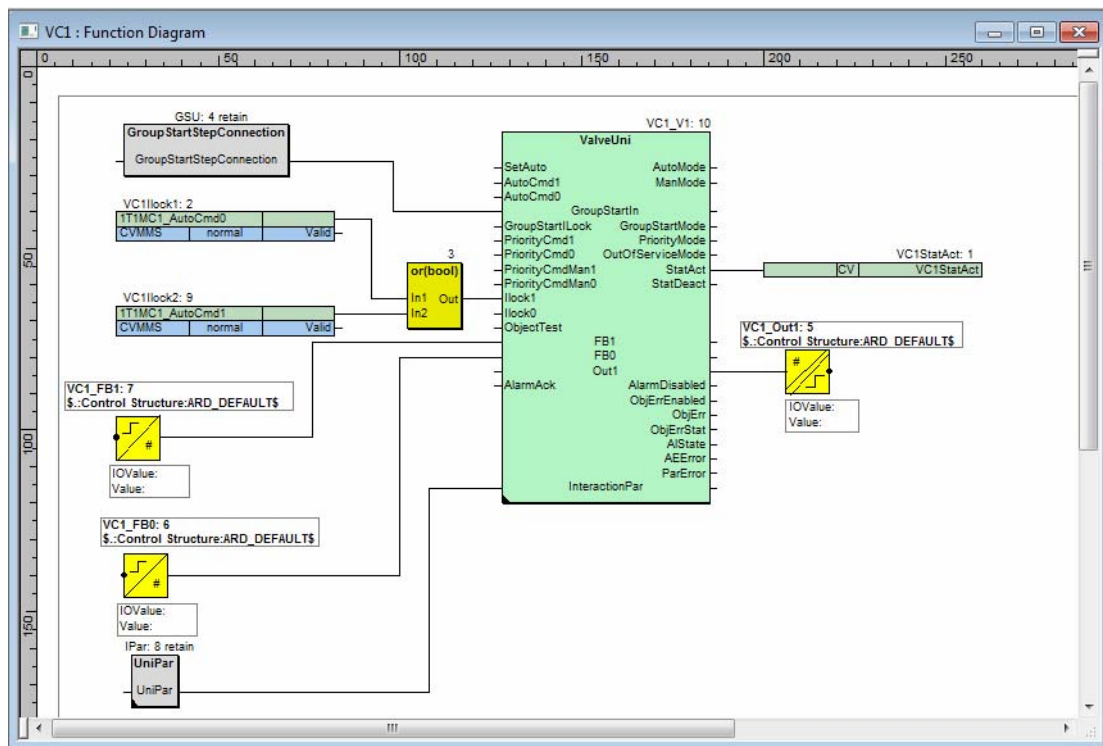 VC1 : Function Diagram
0 50 100 150 200 250
0
50
100
150
GSU: 4 retain
GroupStartStepConnection
GroupStartStepConnection
VC1Ilock1: 2
1T1MC1_AutoCmd0
CVMMS normal Valid
VC1Ilock2: 9
1T1MC1_AutoCmd1
CVMMS normal Valid
3
or(bool)
In1 Out
In2
VC1_FB1: 7
$.:Control Structure:ARD_DEFAULT$
#
IOValue:
Value:
VC1_FB0: 6
$.:Control Structure:ARD_DEFAULT$
#
IOValue:
Value:
IPar: 8 retain
UniPar
UniPar
VC1_V1: 10
ValveUni
SetAuto AutoMode
AutoCmd1 ManMode
AutoCmd0
GroupStartIn
GroupStartILock GroupStartMode
PriorityCmd1 PriorityMode
PriorityCmd0 OutOfServiceMode
PriorityCmdMan1 StatAct
PriorityCmdMan0 StatDeact
Ilock1
Ilock0
ObjectTest
FB1
FB0
Out1
AlarmAck AlarmDisabled
ObjErrEnabled
ObjErr
ObjErrStat
AlState
AEError
ParError
InteractionPar
VC1StatAct: 1
CV VC1StatAct
VC1_Out1: 5
$.:Control Structure:ARD_DEFAULT$
#
IOValue:
Value: